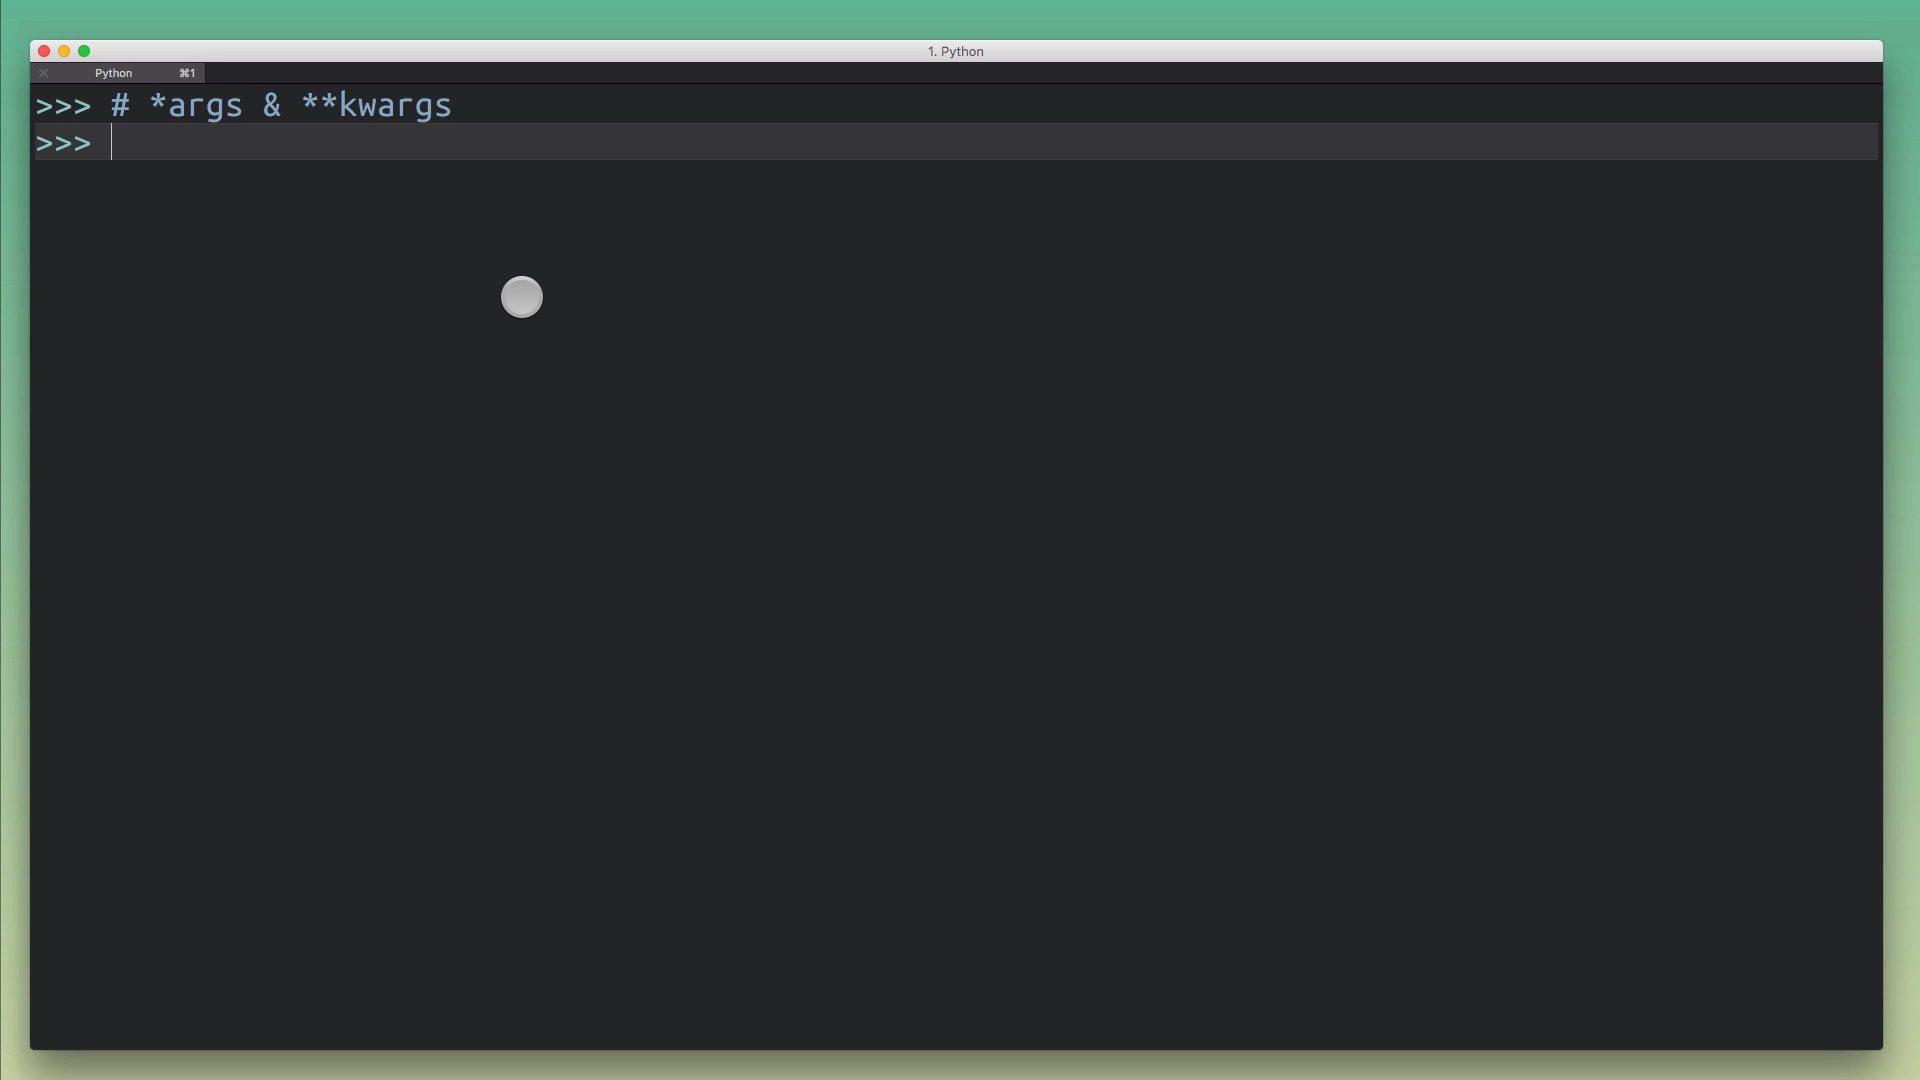 1. Python
Python ⌘1
>>> # *args & **kwargs
>>>